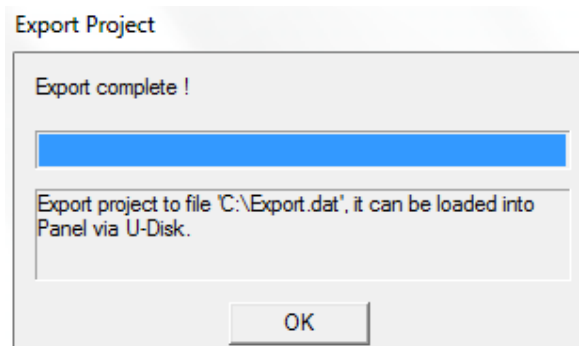 Export Project
Export complete !
Export project to file 'C:\Export.dat', it can be loaded into
Panel via U-Disk.
OK